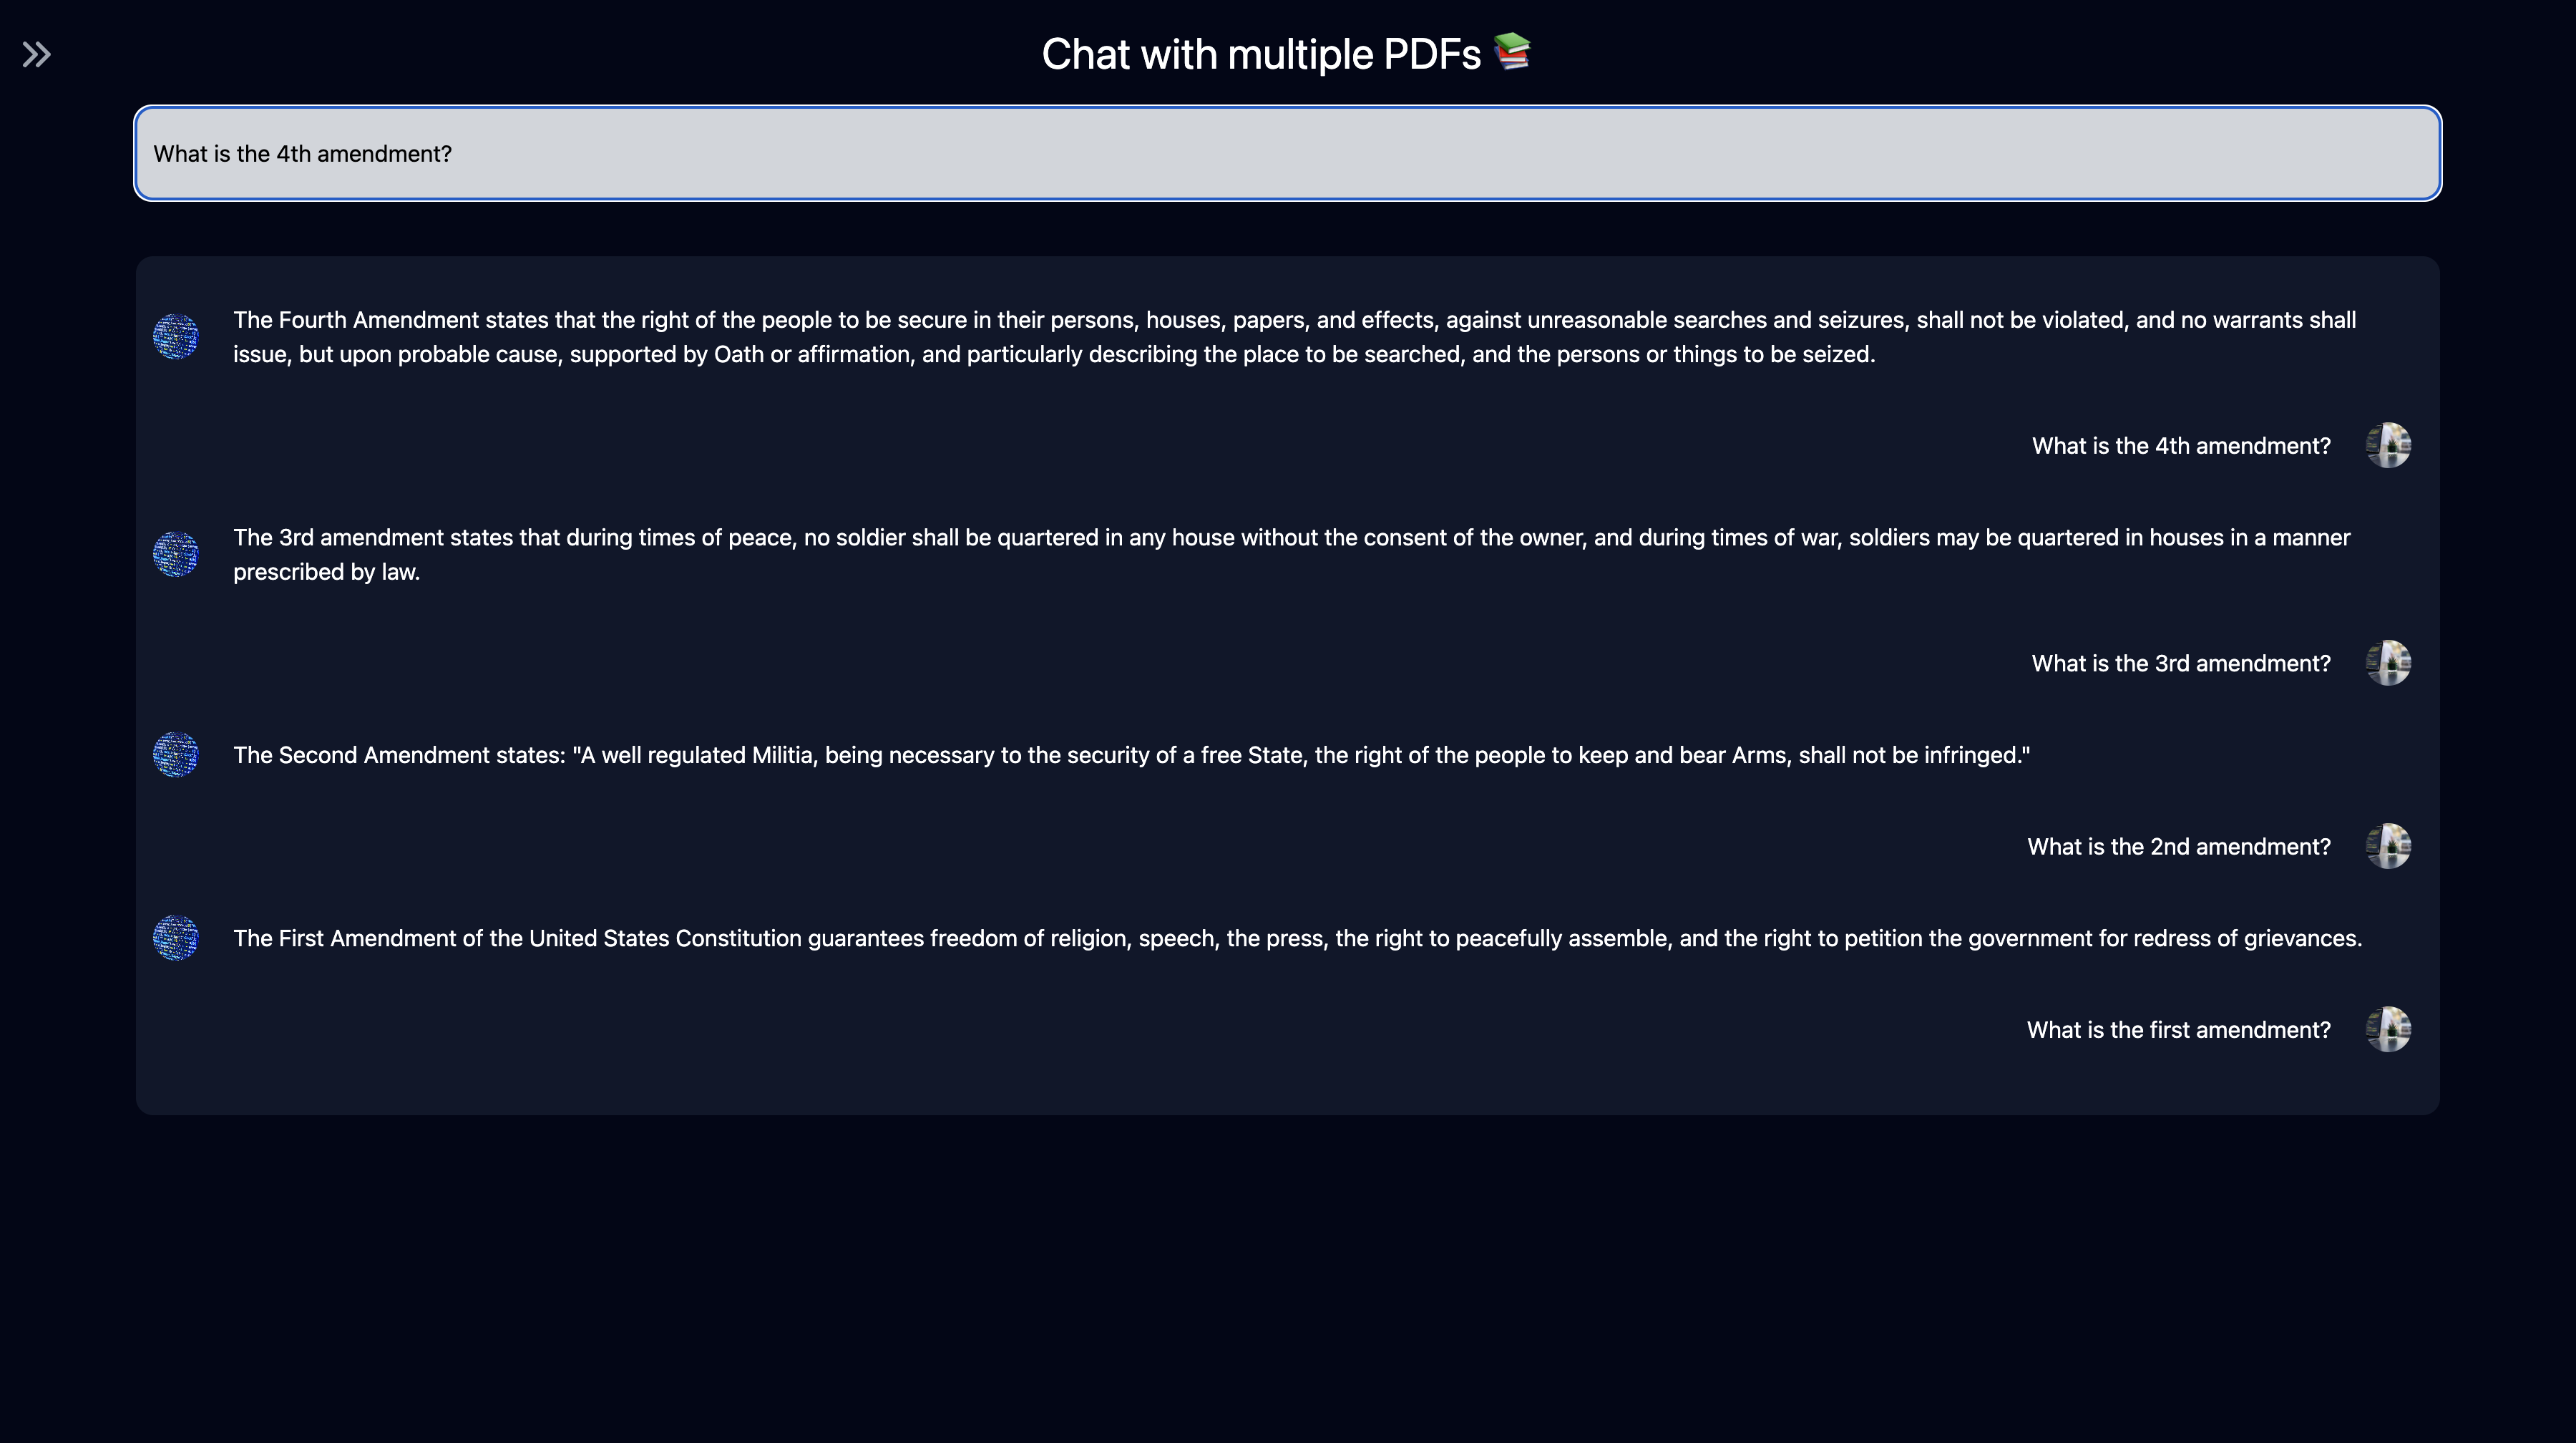 Chat with multiple PDFs
What is the 4th amendment?
The Fourth Amendment states that the right of the people to be secure in their persons, houses, papers, and effects, against unreasonable searches and seizures, shall not be violated, and no warrants shall
issue, but upon probable cause, supported by Oath or affirmation, and particularly describing the place to be searched, and the persons or things to be seized.
What is the 4th amendment?
The 3rd amendment states that during times of peace, no soldier shall be quartered in any house without the consent of the owner, and during times of war, soldiers may be quartered in houses in a manner
prescribed by law.
What is the 3rd amendment?
The Second Amendment states: "A well regulated Militia, being necessary to the security of a free State, the right of the people to keep and bear Arms, shall not be infringed."
What is the 2nd amendment?
The First Amendment of the United States Constitution guarantees freedom of religion, speech, the press, the right to peacefully assemble, and the right to petition the government for redress of grievances.
What is the first amendment?